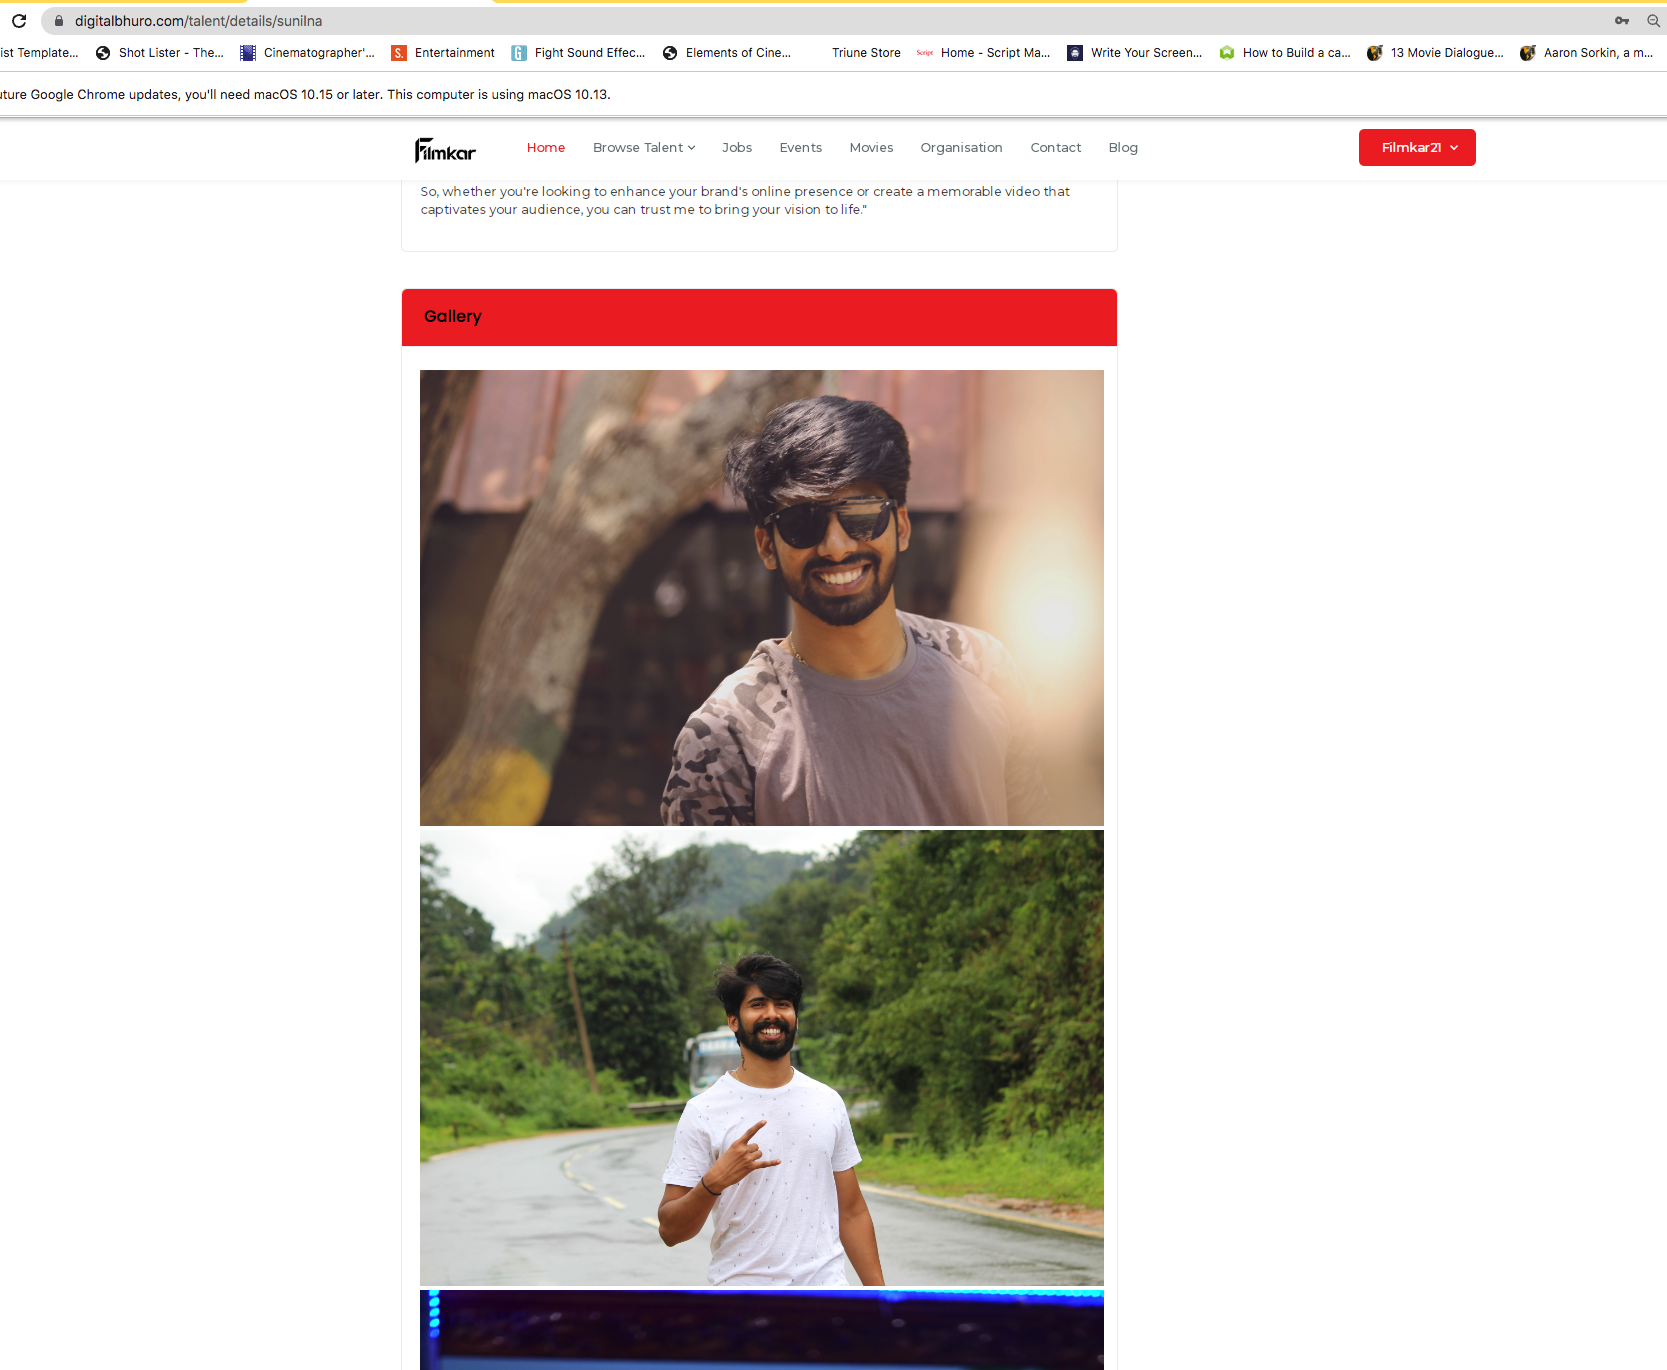 digitalbhuro.com/talent/details/sunilna
ist Template... Shot Lister - The... Cinematographer'... S. Entertainment G Fight Sound Effec... Elements of Cine... Triune Store Script Home - Script Ma... Write Your Screen... How to Build a ca... 13 Movie Dialogue... Aaron Sorkin, a m...
uture Google Chrome updates, you'll need macOS 10.15 or later. This computer is using macOS 10.13.
Filmkar Home Browse Talent Jobs Events Movies Organisation Contact Blog Filmkar21
So, whether you're looking to enhance your brand's online presence or create a memorable video that
captivates your audience, you can trust me to bring your vision to life."
Gallery